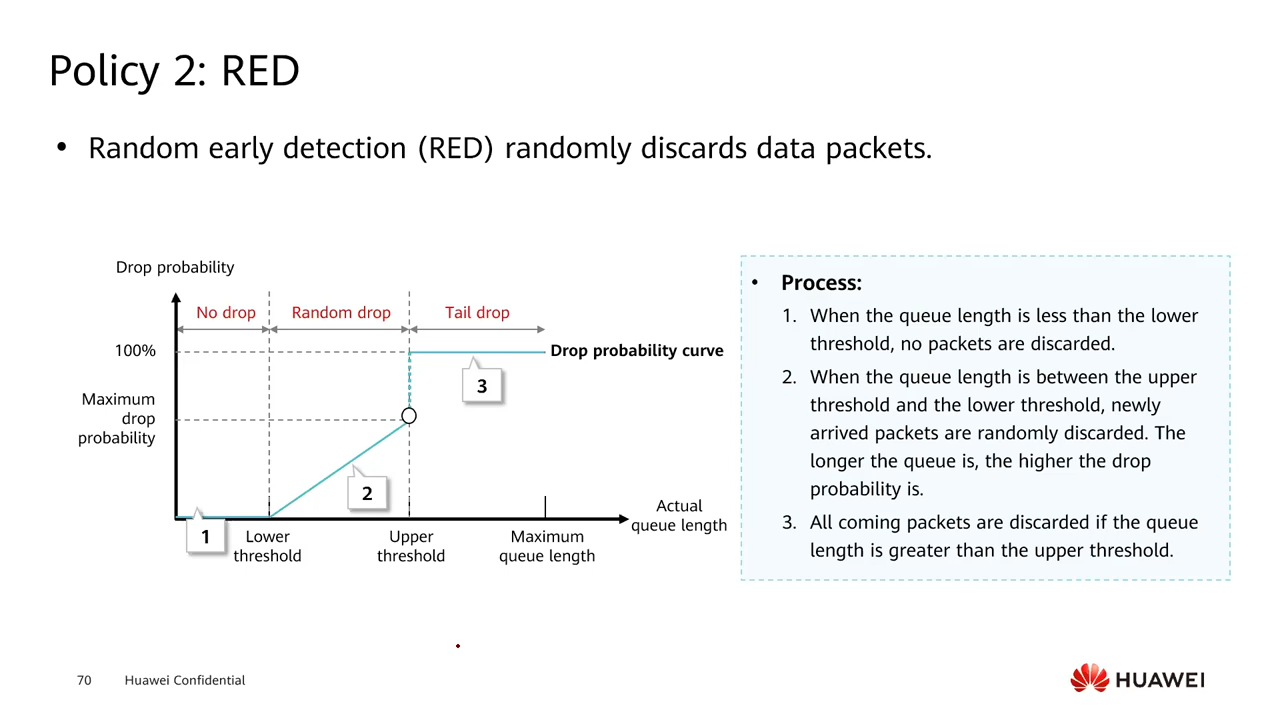 Policy 2: RED
• Random early detection (RED) randomly discards data packets.
Drop probability
No drop
Random drop
Tail drop
100%
Drop probability curve
Maximum
drop
probability
3
2
1
Lower
threshold
Upper
threshold
Maximum
queue length
Actual
queue length
• Process:
1. When the queue length is less than the lower
threshold, no packets are discarded.
2. When the queue length is between the upper
threshold and the lower threshold, newly
arrived packets are randomly discarded. The
longer the queue is, the higher the drop
probability is.
3. All coming packets are discarded if the queue
length is greater than the upper threshold.
70
Huawei Confidential
HUAWEI